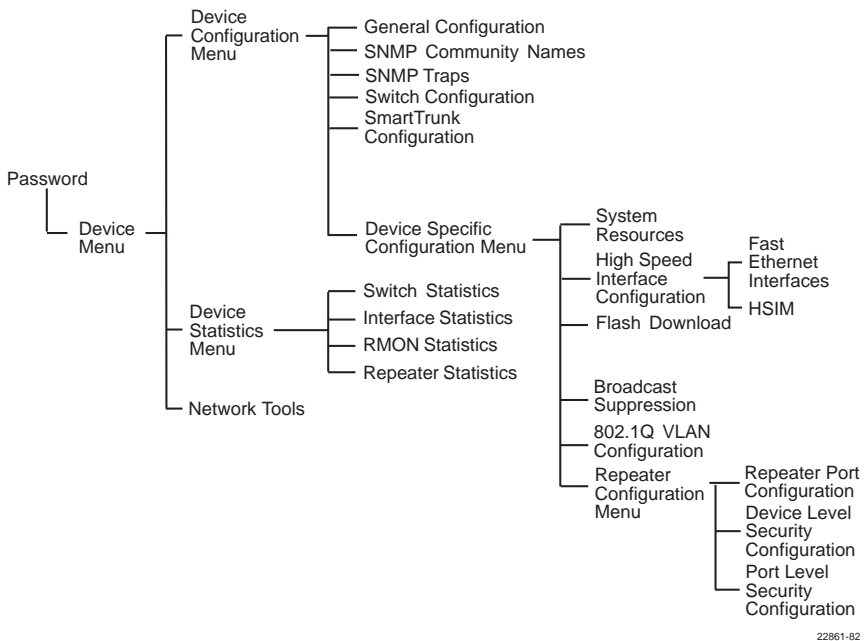 Password
Device
Menu
Device
Configuration
Menu
General Configuration
SNMP Community Names
SNMP Traps
Switch Configuration
SmartTrunk
Configuration
Device Specific
Configuration Menu
System
Resources
High Speed
Interface
Configuration
Fast
Ethernet
Interfaces
HSIM
Flash Download
Broadcast
Suppression
802.1Q VLAN
Configuration
Repeater
Configuration
Menu
Repeater Port
Configuration
Device Level
Security
Configuration
Port Level
Security
Configuration
Device
Statistics
Menu
Switch Statistics
Interface Statistics
RMON Statistics
Repeater Statistics
Network Tools
22861-82